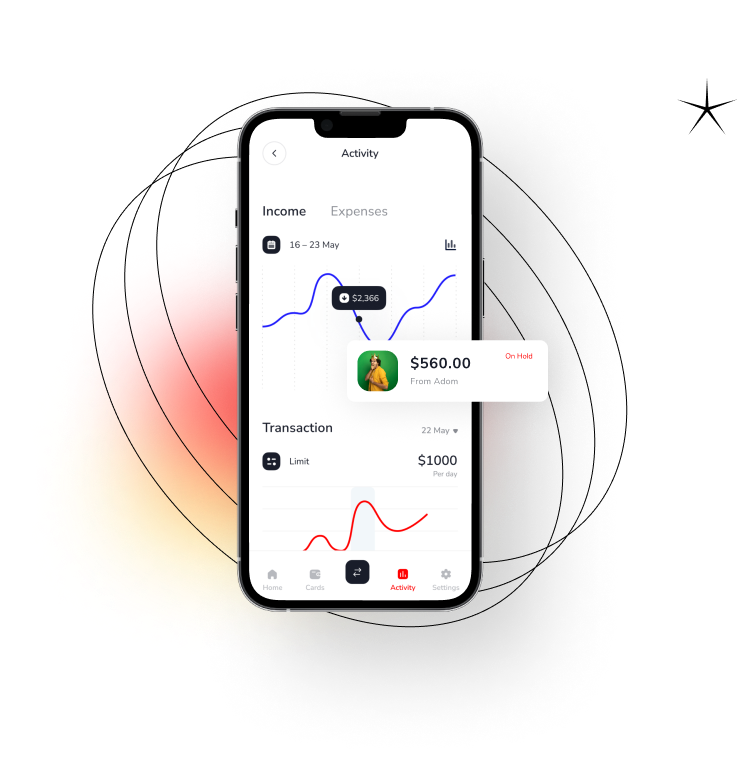 Activity
Income Expenses
16 – 23 May
$2,366
$560.00
On Hold
From Adom
Transaction
22 May
Limit
$1000
Per day
Home Cards Activity Settings